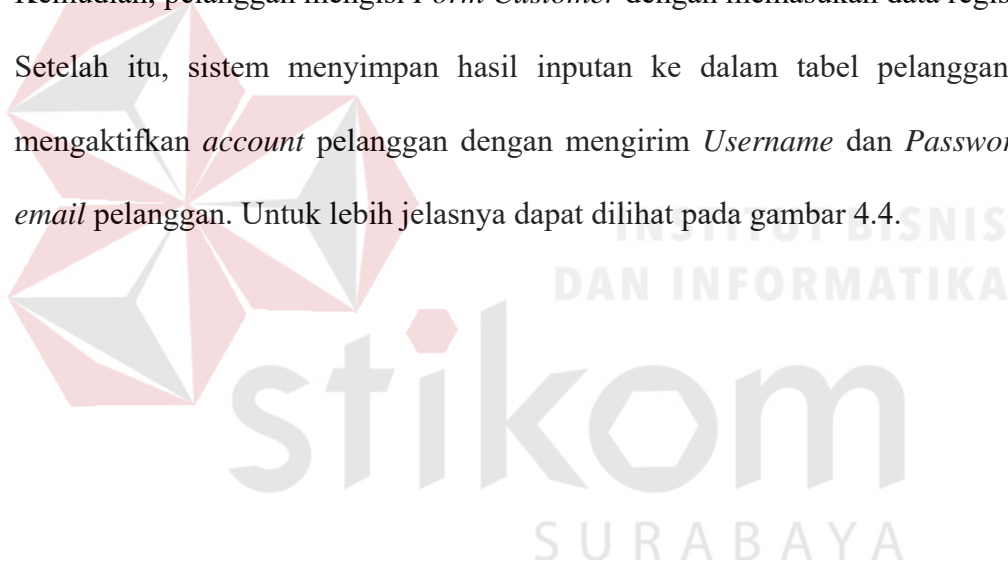 Kemudian, pelanggan mengisi Form Customer dengan memasukan data regis
Setelah itu, sistem menyimpan hasil inputan ke dalam tabel pelanggan
mengaktifkan account pelanggan dengan mengirim Username dan Passwor
email pelanggan. Untuk lebih jelasnya dapat dilihat pada gambar 4.4.
INSTITUT BISNIS
DAN INFORMATIKA
stikom
SURABAYA